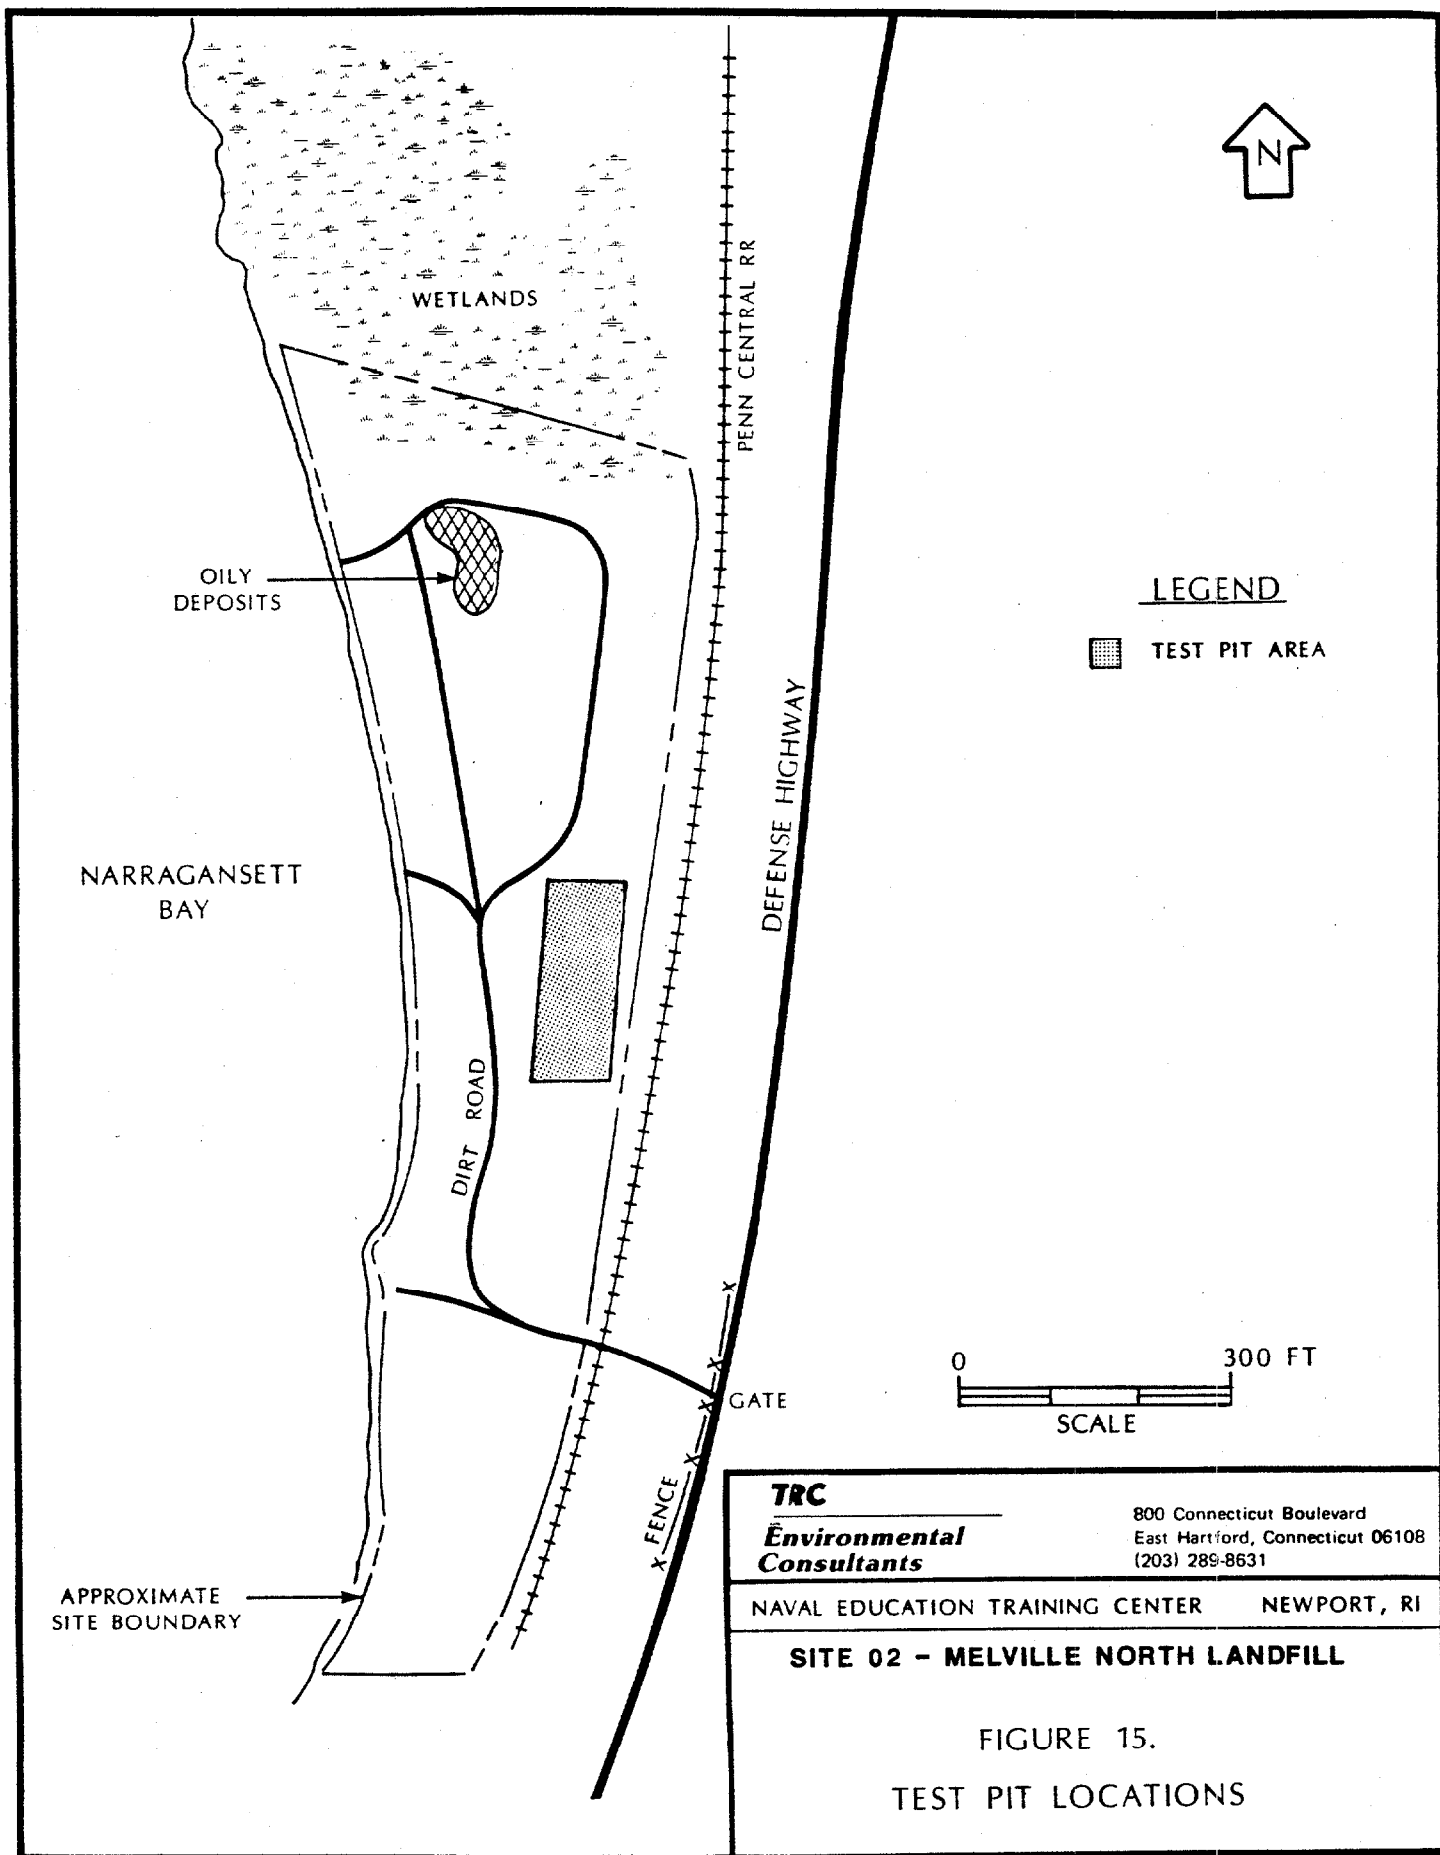 N
WETLANDS
PENN CENTRAL RR
OILY
DEPOSITS
LEGEND
TEST PIT AREA
DEFENSE HIGHWAY
NARRAGANSETT
BAY
DIRT ROAD
0 300 FT
SCALE
GATE
FENCE
APPROXIMATE
SITE BOUNDARY
TRC
Environmental
Consultants
800 Connecticut Boulevard
East Hartford, Connecticut 06108
(203) 289-8631
NAVAL EDUCATION TRAINING CENTER NEWPORT, RI
SITE 02 - MELVILLE NORTH LANDFILL
FIGURE 15.
TEST PIT LOCATIONS